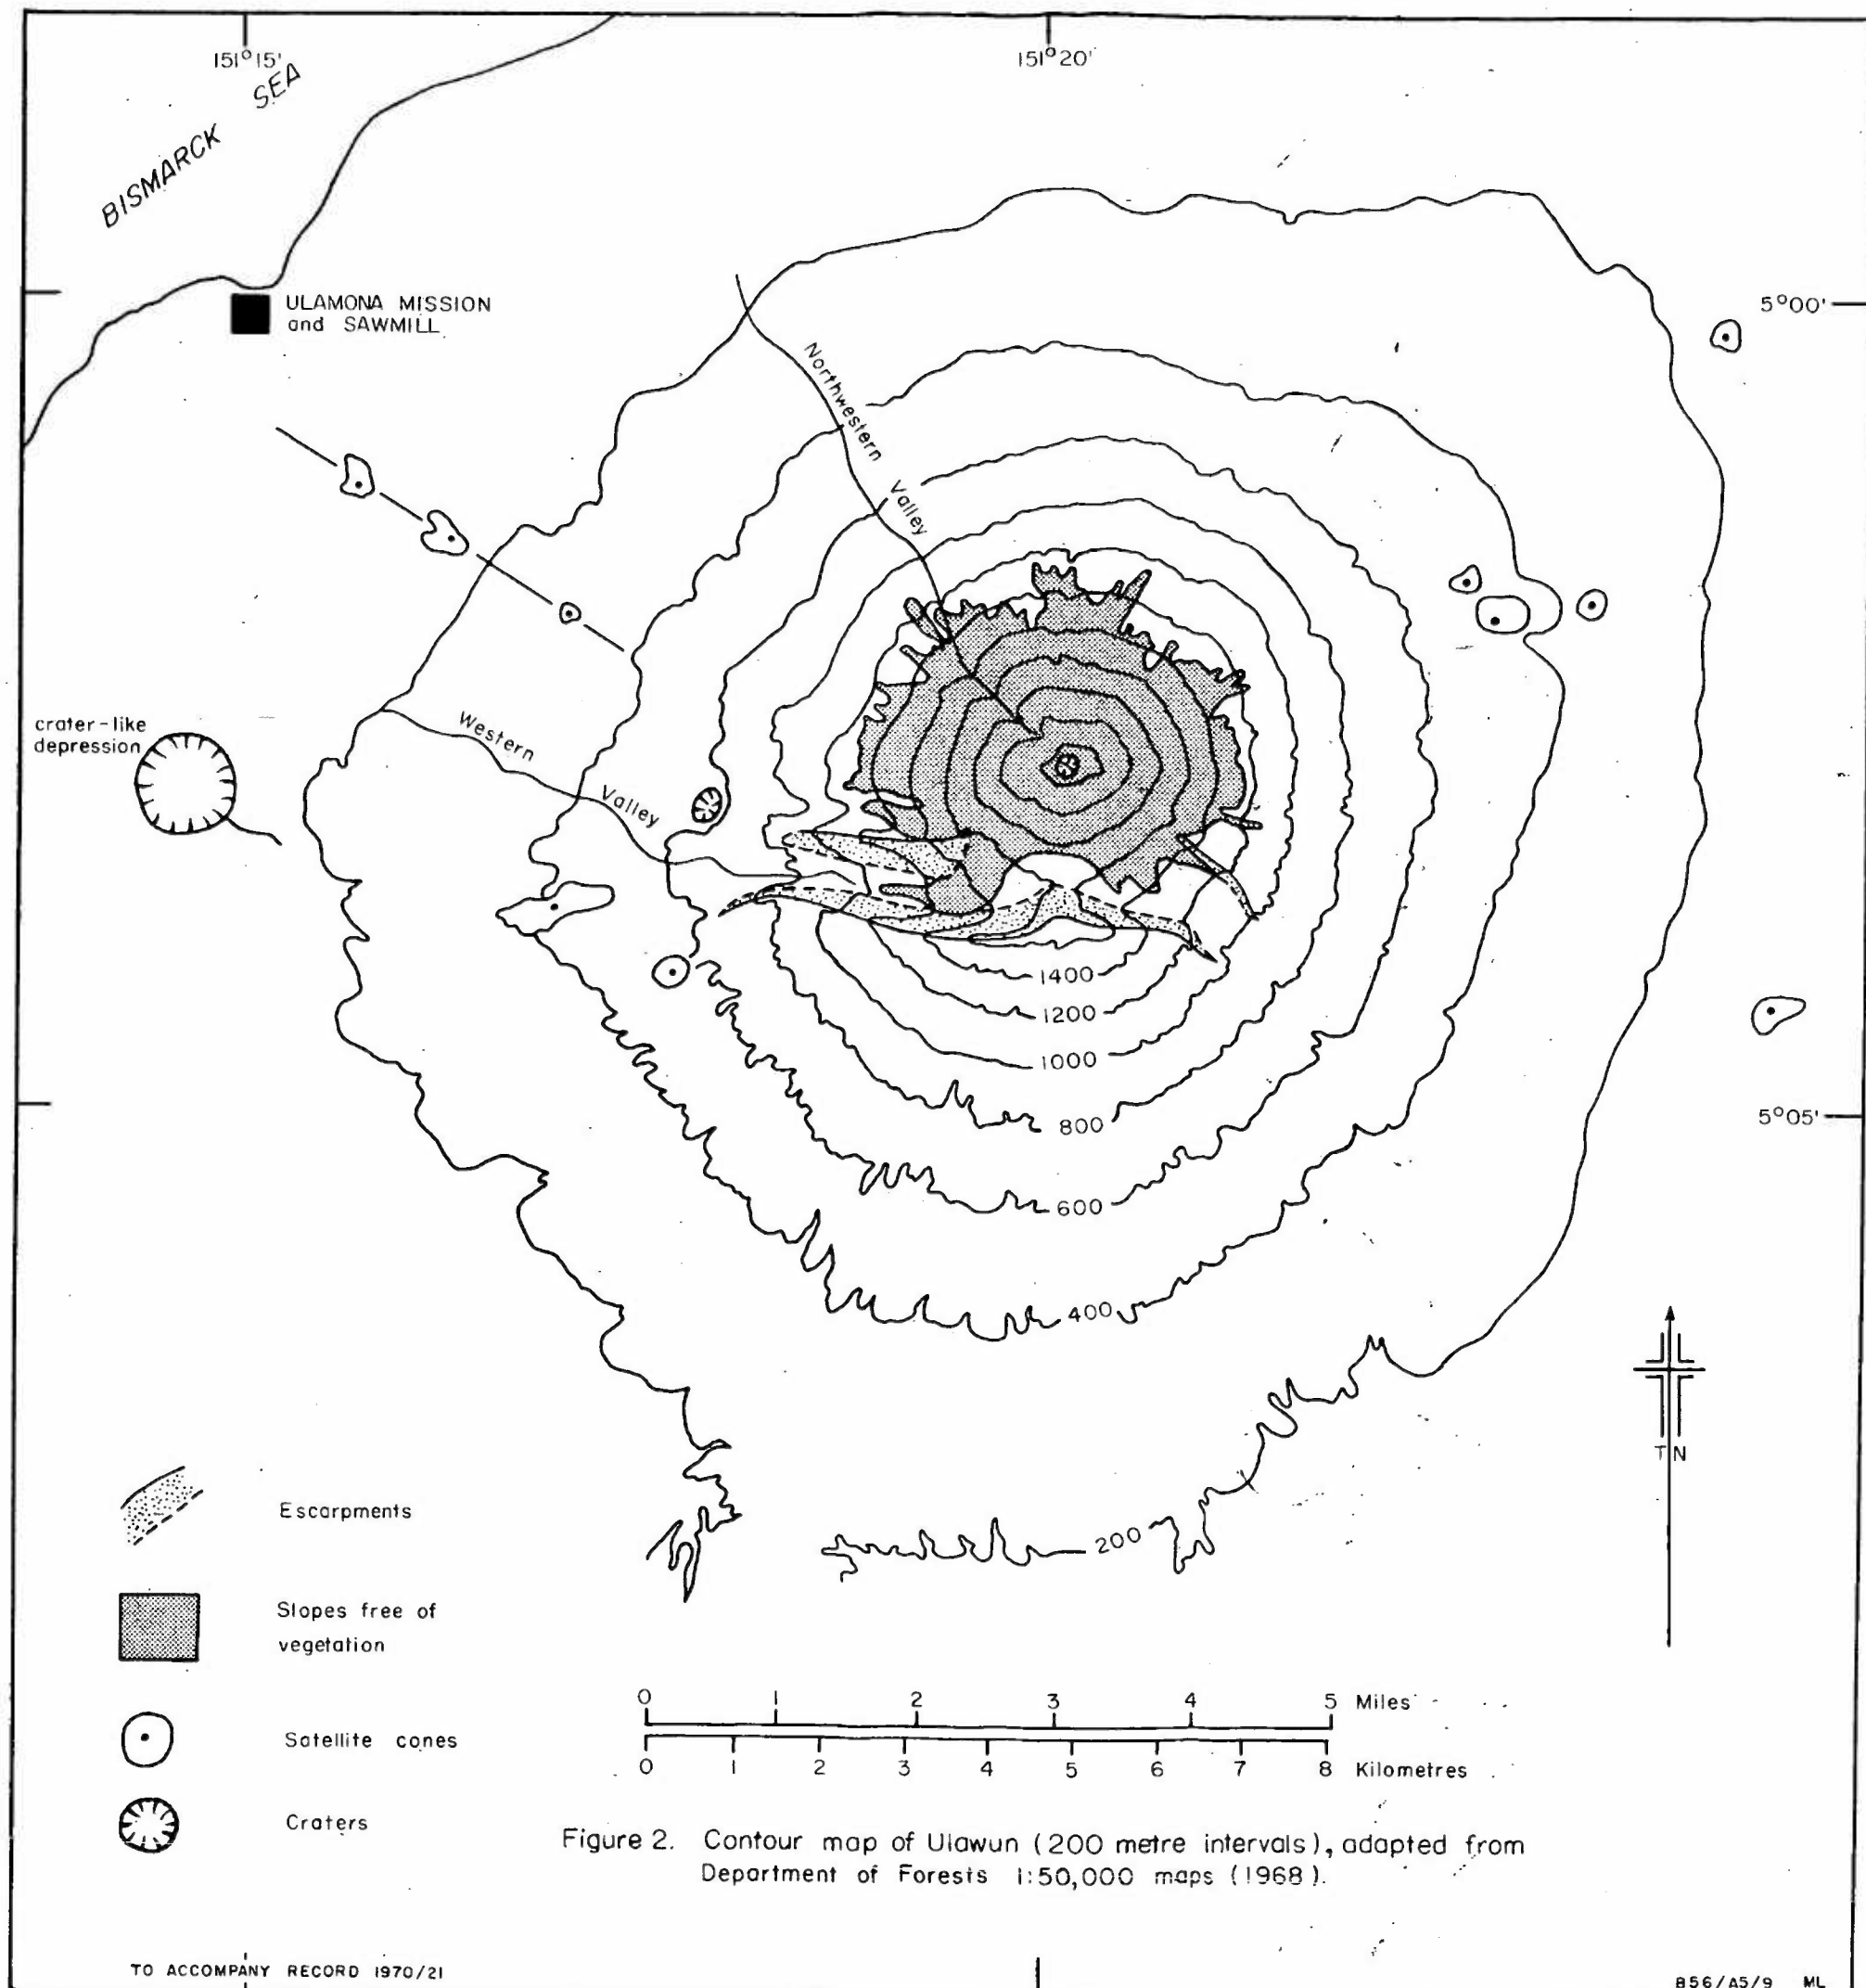 151°15'
151°20'
BISMARCK SEA
ULAMONA MISSION
and SAWMILL
5°00'
Northwestern Valley
crater-like
depression
Western Valley
1400
1200
1000
800
5°05'
600
400
200
TN
Escarpments
Slopes free of
vegetation
Satellite cones
Craters
0 1 2 3 4 5 Miles
0 1 2 3 4 5 6 7 8 Kilometres
Figure 2. Contour map of Ulawun (200 metre intervals), adapted from
Department of Forests 1:50,000 maps (1968).
TO ACCOMPANY RECORD 1970/21
856/A5/9 ML